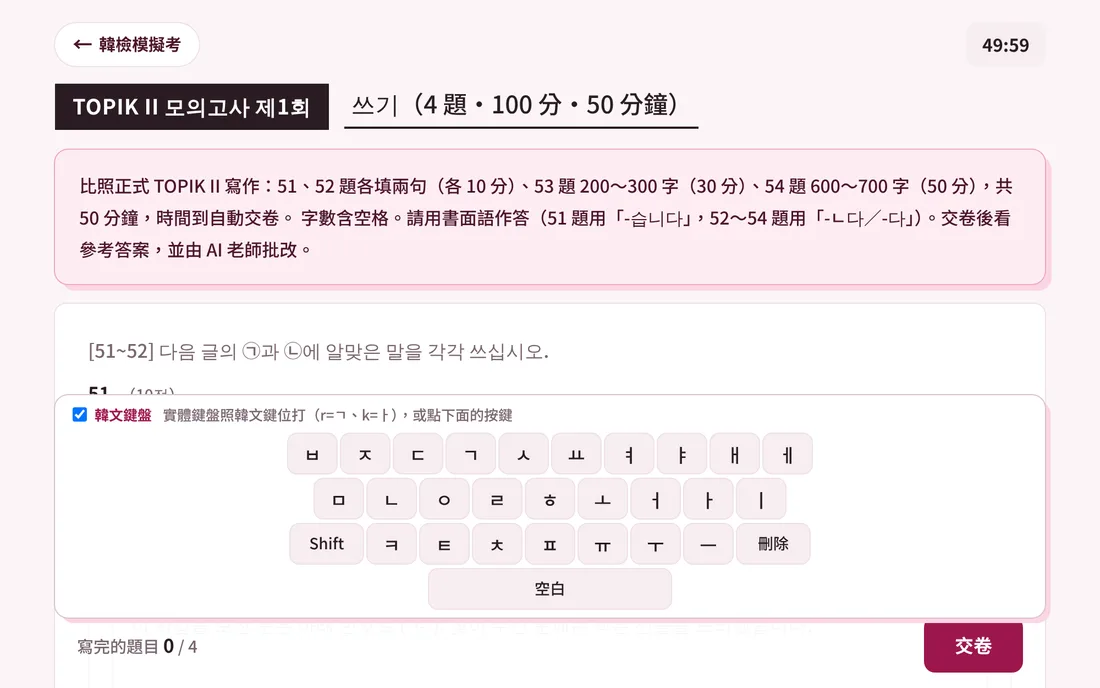 ← 韓檢模擬考
49:59
TOPIK II 모의고사 제1회
쓰기（4 題・100 分・50 分鐘）
比照正式 TOPIK II 寫作：51、52 題各填兩句（各 10 分）、53 題 200～300 字（30 分）、54 題 600～700 字（50 分），共
50 分鐘，時間到自動交卷。 字數含空格。請用書面語作答（51 題用「-습니다」，52～54 題用「-ㄴ다／-다」）。交卷後看
參考答案，並由 AI 老師批改。
[51~52] 다음 글의 ㉠과 ㉡에 알맞은 말을 각각 쓰십시오.
51 (10점)
韓文鍵盤 實體鍵盤照韓文鍵位打（r=ㄱ、k=ㅏ），或點下面的按鍵
ㅂ ㅈ ㄷ ㄱ ㅅ ㅛ ㅕ ㅑ ㅐ ㅔ
ㅁ ㄴ ㅇ ㄹ ㅎ ㅗ ㅓ ㅏ ㅣ
Shift ㅋ ㅌ ㅊ ㅍ ㅠ ㅜ ㅡ 刪除
空白
寫完的題目 0 / 4
交卷